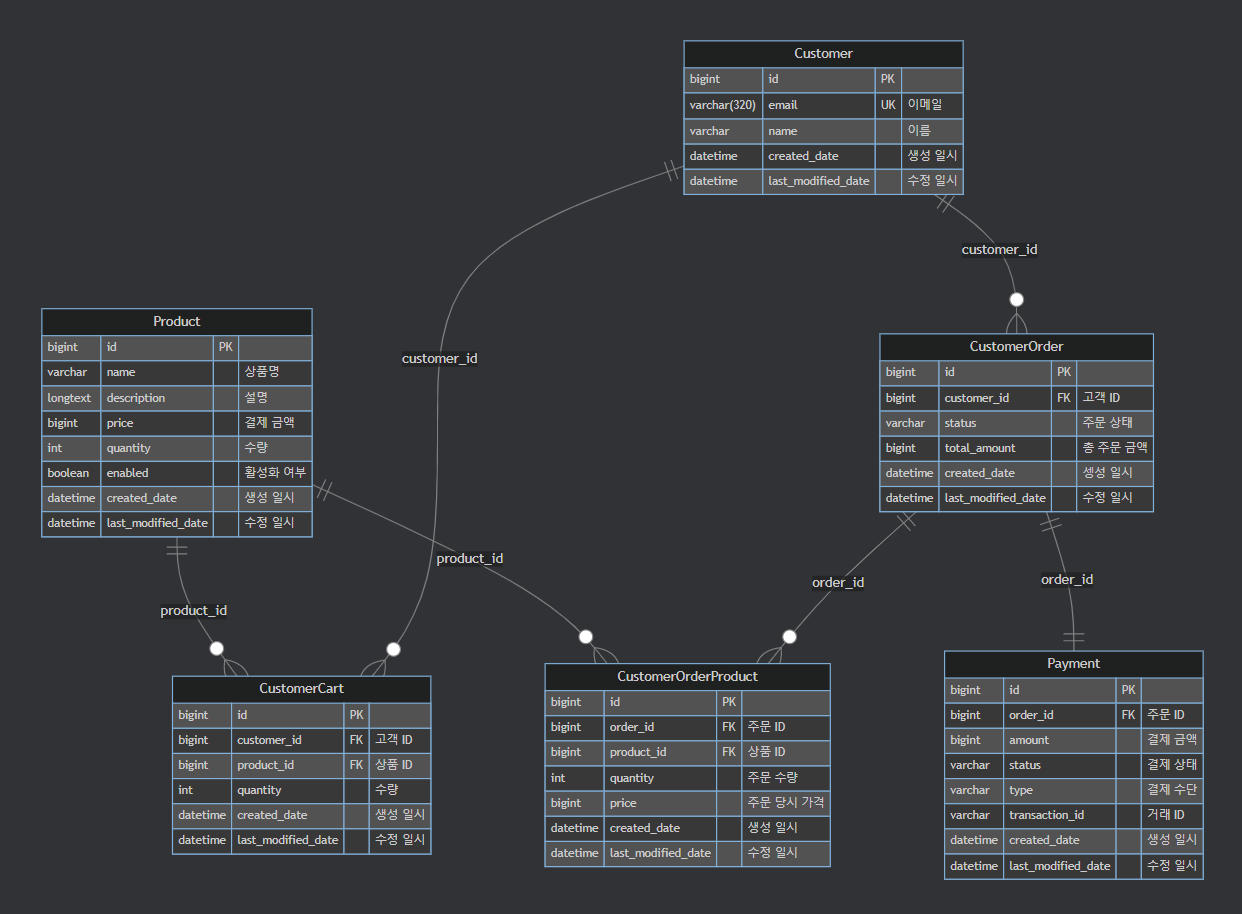 Customer
bigint id PK
varchar(320) email UK 이메일
varchar name 이름
datetime created_date 생성 일시
datetime last_modified_date 수정 일시
customer_id
customer_id
Product
bigint id PK
varchar name 상품명
longtext description 설명
bigint price 결제 금액
int quantity 수량
boolean enabled 활성화 여부
datetime created_date 생성 일시
datetime last_modified_date 수정 일시
CustomerOrder
bigint id PK
bigint customer_id FK 고객 ID
varchar status 주문 상태
bigint total_amount 총 주문 금액
datetime created_date 셍성 일시
datetime last_modified_date 수정 일시
product_id
product_id
order_id
order_id
CustomerCart
bigint id PK
bigint customer_id FK 고객 ID
bigint product_id FK 상품 ID
int quantity 수량
datetime created_date 생성 일시
datetime last_modified_date 수정 일시
CustomerOrderProduct
bigint id PK
bigint order_id FK 주문 ID
bigint product_id FK 상품 ID
int quantity 주문 수량
bigint price 주문 당시 가격
datetime created_date 생성 일시
datetime last_modified_date 수정 일시
Payment
bigint id PK
bigint order_id FK 주문 ID
bigint amount 결제 금액
varchar status 결제 상태
varchar type 결제 수단
varchar transaction_id 거래 ID
datetime created_date 생성 일시
datetime last_modified_date 수정 일시